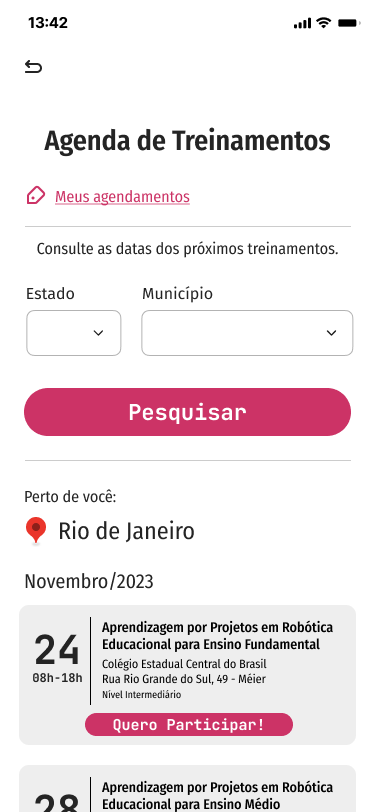 13:42
Agenda de Treinamentos
Meus agendamentos
Consulte as datas dos próximos treinamentos.
Estado Município
Pesquisar
Perto de você:
Rio de Janeiro
Novembro/2023
24
08h-18h
Aprendizagem por Projetos em Robótica
Educacional para Ensino Fundamental
Colégio Estadual Central do Brasil
Rua Rio Grande do Sul, 49 - Méier
Nível Intermediário
Quero Participar!
28
Aprendizagem por Projetos em Robótica
Educacional para Ensino Médio